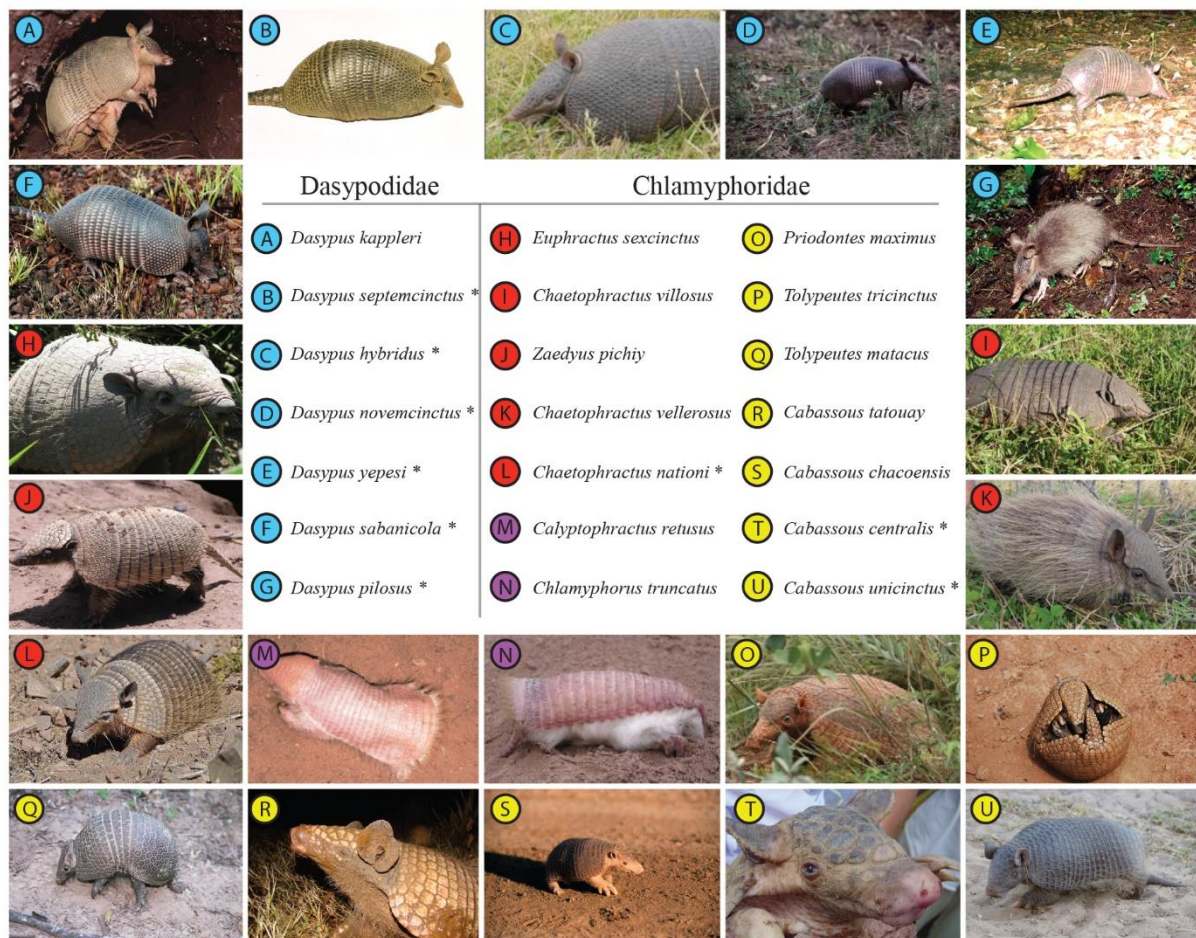 A
B
C
D
E
F
G
Dasypodidae
Chlamyphoridae
A Dasypus kappleri
H Euphractus sexcinctus
O Priodontes maximus
B Dasypus septemcinctus *
I Chaetophractus villosus
P Tolypeutes tricinctus
H
I
C Dasypus hybridus *
J Zaedyus pichiy
Q Tolypeutes matacus
D Dasypus novemcinctus *
K Chaetophractus vellerosus
R Cabassous tatouay
E Dasypus yepesi *
L Chaetophractus nationi *
S Cabassous chacoensis
J
K
F Dasypus sabanicola *
M Calyptophractus retusus
T Cabassous centralis *
G Dasypus pilosus *
N Chlamyphorus truncatus
U Cabassous unicinctus *
L
M
N
O
P
Q
R
S
T
U